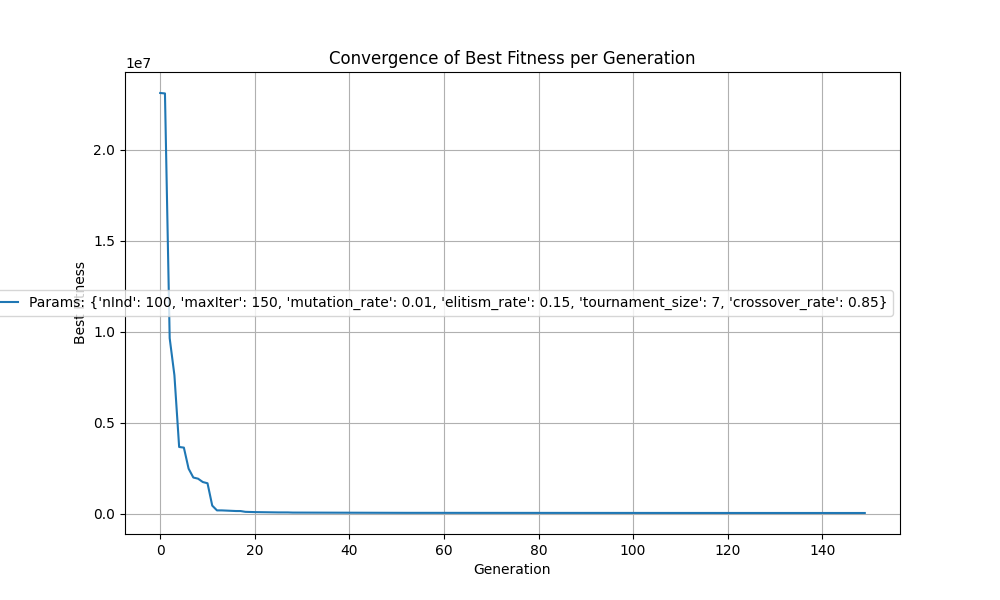 Convergence of Best Fitness per Generation
1e7
2.0
1.5
Best Fitness
Params: {'nInd': 100, 'maxIter': 150, 'mutation_rate': 0.01, 'elitism_rate': 0.15, 'tournament_size': 7, 'crossover_rate': 0.85}
1.0
0.5
0.0
0 20 40 60 80 100 120 140
Generation